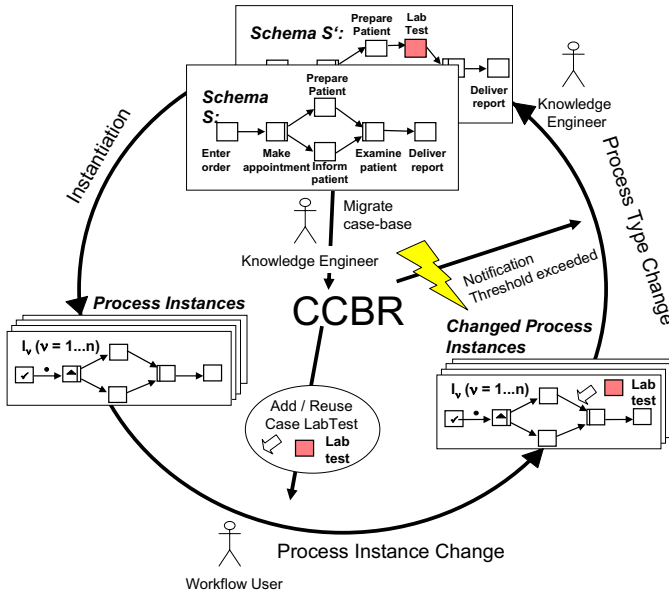 Schema S‘:
Prepare
Patient
Lab
Test
Deliver
report
Schema
S:
Prepare
Patient
Enter
order
Make
appointment
Inform
patient
Examine
patient
Deliver
report
Knowledge
Engineer
Instantiation
Process Type Change
Migrate
case-base
Knowledge Engineer
Notification
Threshold exceeded
CCBR
Process Instances
Iν (ν = 1...n)
Changed Process
Instances
Iν (ν = 1...n)
Lab
test
Add / Reuse
Case LabTest
Lab
test
Process Instance Change
Workflow User